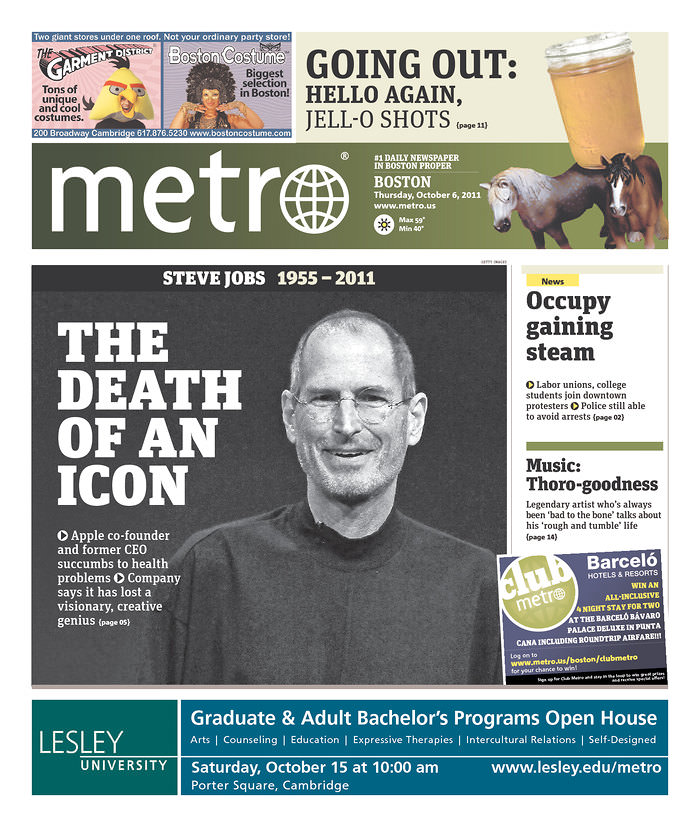 Two giant stores under one roof. Not your ordinary party store!
THE
GARMENT DISTRICT
Tons of
unique
and cool
costumes.
Boston Costume
Biggest
selection
in Boston!
200 Broadway Cambridge 617.876.5230 www.bostoncostume.com
GOING OUT:
HELLO AGAIN,
JELL-O SHOTS {page 11}
metro®
#1 DAILY NEWSPAPER
IN BOSTON PROPER
BOSTON
Thursday, October 6, 2011
www.metro.us
Max 59°
Min 40°
GETTY IMAGES
STEVE JOBS 1955 – 2011
THE
DEATH
OF AN
ICON
Apple co-founder
and former CEO
succumbs to health
problems Company
says it has lost a
visionary, creative
genius {page 05}
News
Occupy
gaining
steam
Labor unions, college
students join downtown
protesters Police still able
to avoid arrests {page 02}
Music:
Thoro-goodness
Legendary artist who's always
been 'bad to the bone' talks about
his 'rough and tumble' life
{page 14}
club
metro
Barceló
HOTELS & RESORTS
WIN AN
ALL-INCLUSIVE
4 NIGHT STAY FOR TWO
AT THE BARCELÓ BÁVARO
PALACE DELUXE IN PUNTA
CANA INCLUDING ROUNDTRIP AIRFARE!!!
Log on to
www.metro.us/boston/clubmetro
for your chance to win!
Sign up for Club Metro and stay in the loop to win great prizes
and receive special offers!
LESLEY
UNIVERSITY
Graduate & Adult Bachelor's Programs Open House
Arts | Counseling | Education | Expressive Therapies | Intercultural Relations | Self-Designed
Saturday, October 15 at 10:00 am www.lesley.edu/metro
Porter Square, Cambridge